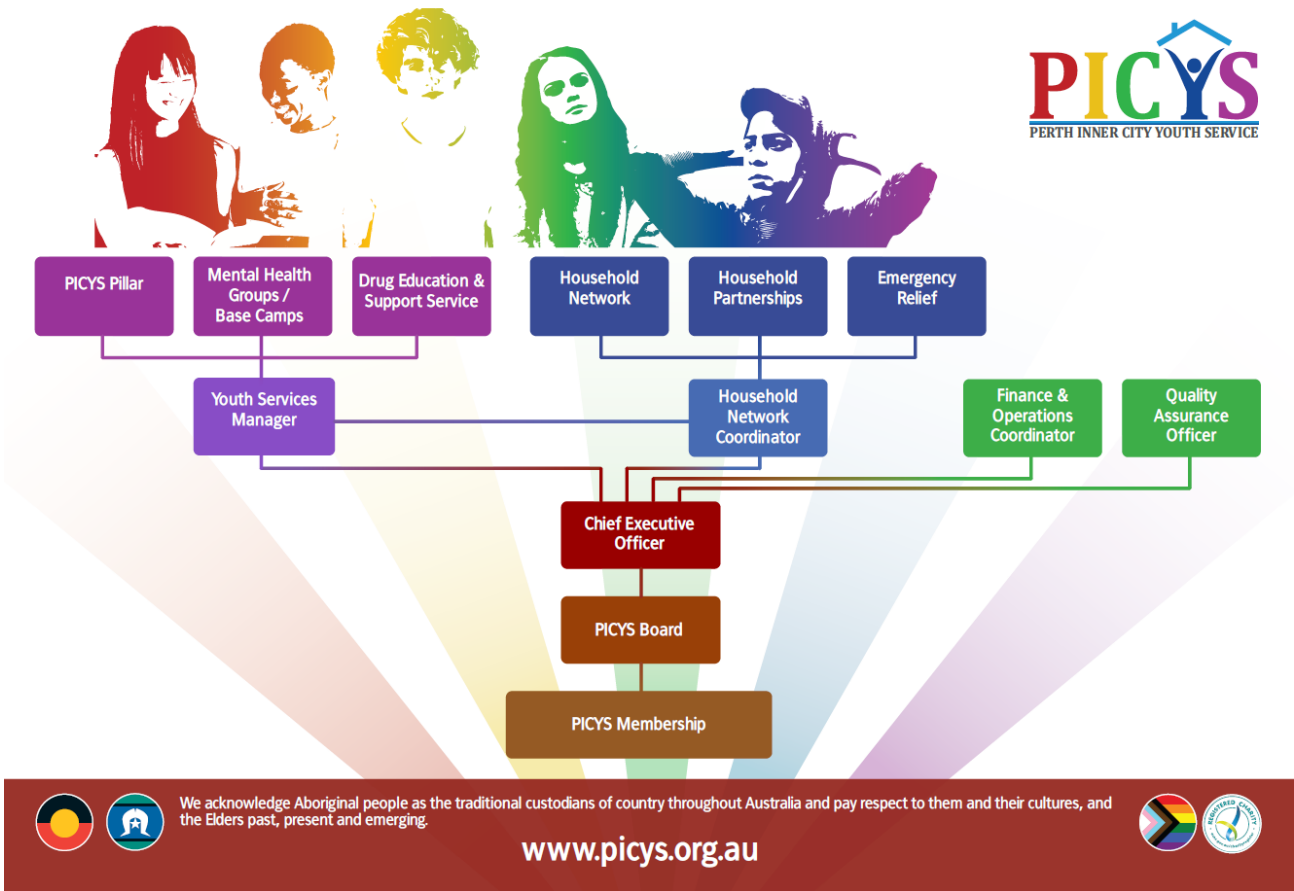 PICYS
PERTH INNER CITY YOUTH SERVICE
PICYS Pillar
Mental Health
Groups /
Base Camps
Drug Education &
Support Service
Household
Network
Household
Partnerships
Emergency
Relief
Youth Services
Manager
Household
Network
Coordinator
Finance &
Operations
Coordinator
Quality
Assurance
Officer
Chief Executive
Officer
PICYS Board
PICYS Membership
We acknowledge Aboriginal people as the traditional custodians of country throughout Australia and pay respect to them and their cultures, and
the Elders past, present and emerging.
www.picys.org.au
REGISTERED CHARITY